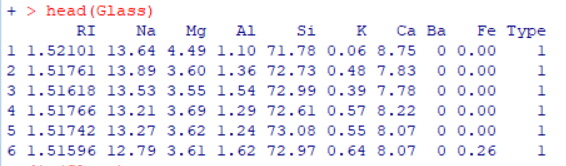 + > head(Glass)
RI Na Mg Al Si K Ca Ba Fe Type
1 1.52101 13.64 4.49 1.10 71.78 0.06 8.75 0 0.00 1
2 1.51761 13.89 3.60 1.36 72.73 0.48 7.83 0 0.00 1
3 1.51618 13.53 3.55 1.54 72.99 0.39 7.78 0 0.00 1
4 1.51766 13.21 3.69 1.29 72.61 0.57 8.22 0 0.00 1
5 1.51742 13.27 3.62 1.24 73.08 0.55 8.07 0 0.00 1
6 1.51596 12.79 3.61 1.62 72.97 0.64 8.07 0 0.26 1